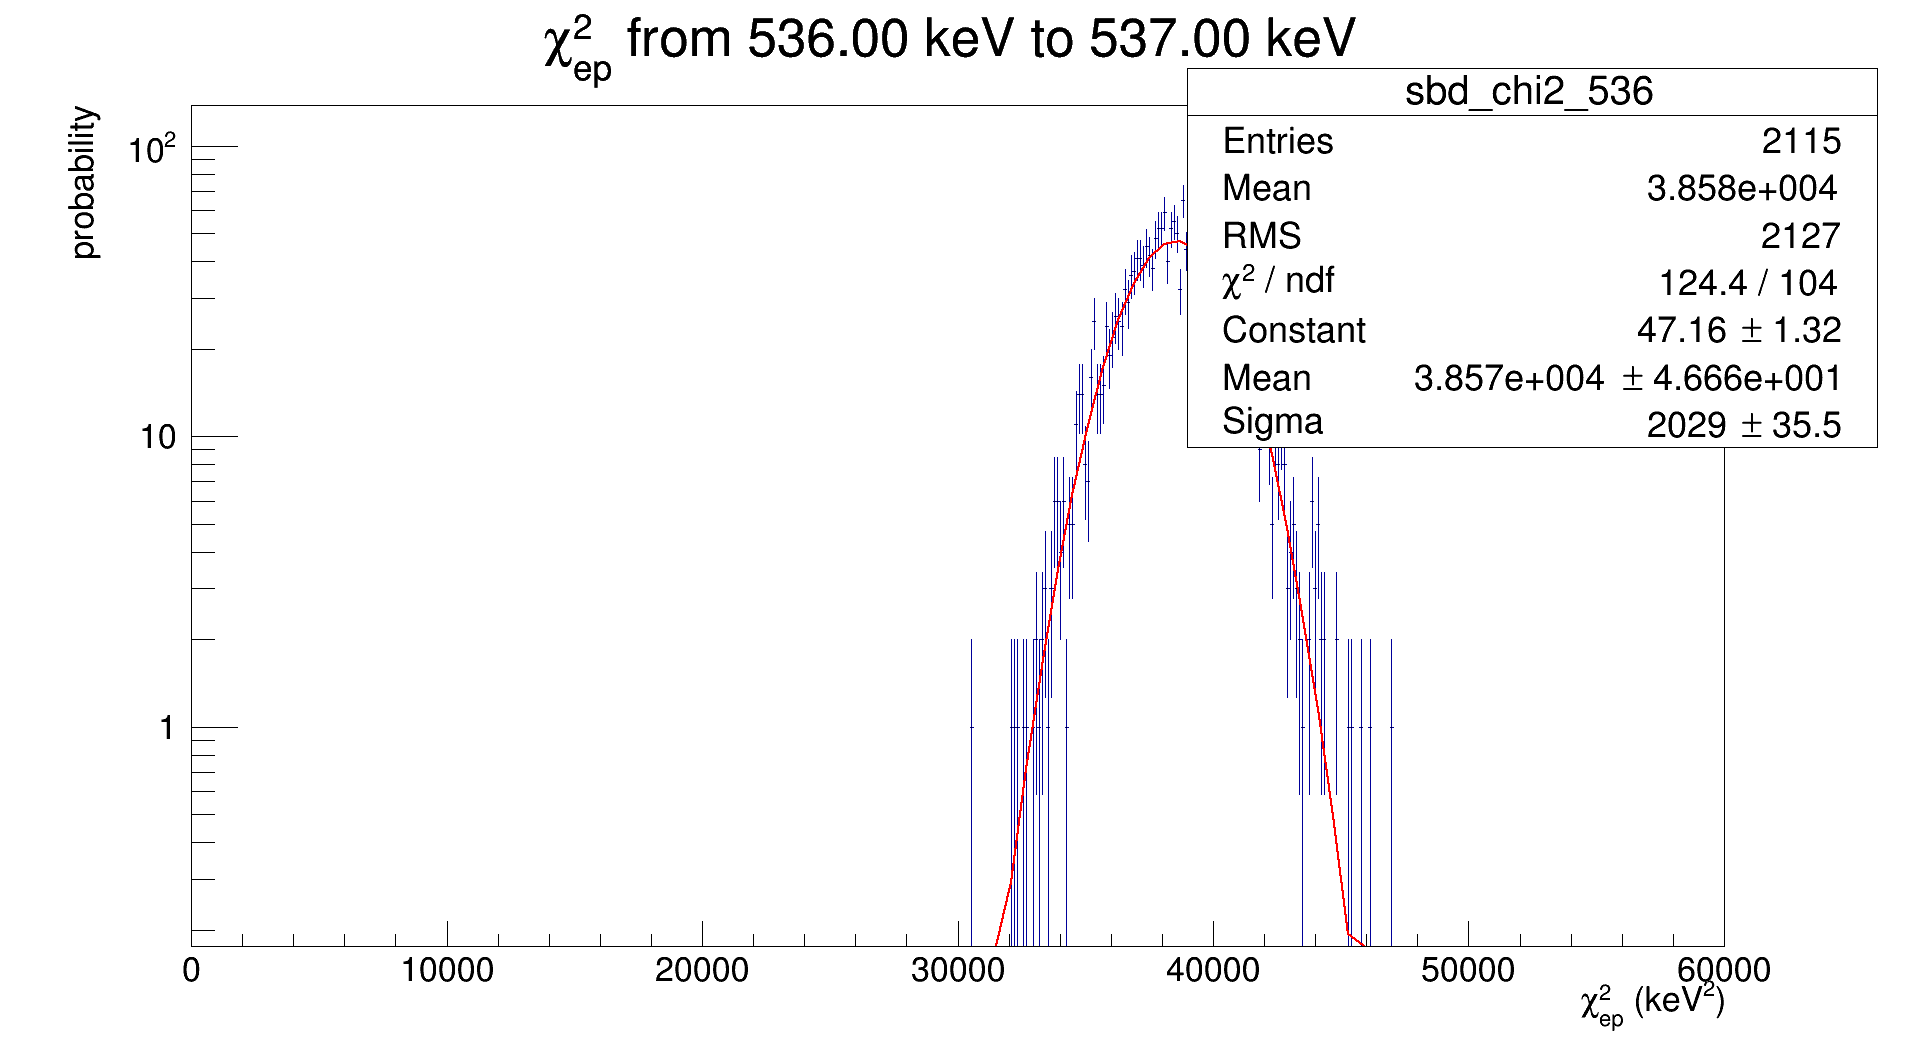 χ²ep from 536.00 keV to 537.00 keV
probability
sbd_chi2_536
Entries 2115
Mean 3.858e+004
RMS 2127
χ² / ndf 124.4 / 104
Constant 47.16 ± 1.32
Mean 3.857e+004 ± 4.666e+001
Sigma 2029 ± 35.5
10²
10
1
0 10000 20000 30000 40000 50000 60000
χ²ep (keV²)